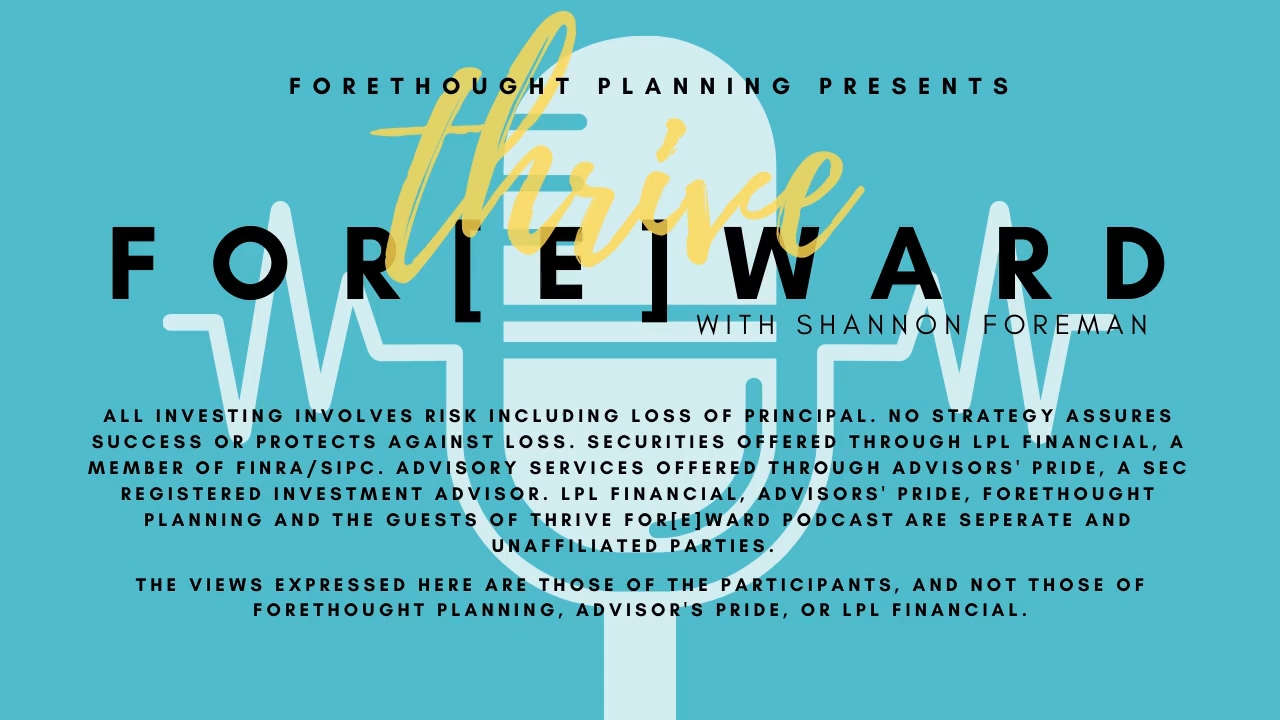 FORETHOUGHT PLANNING PRESENTS
thrive
FOR[E]WARD
WITH SHANNON FOREMAN
ALL INVESTING INVOLVES RISK INCLUDING LOSS OF PRINCIPAL. NO STRATEGY ASSURES
SUCCESS OR PROTECTS AGAINST LOSS. SECURITIES OFFERED THROUGH LPL FINANCIAL, A
MEMBER OF FINRA/SIPC. ADVISORY SERVICES OFFERED THROUGH ADVISORS' PRIDE, A SEC
REGISTERED INVESTMENT ADVISOR. LPL FINANCIAL, ADVISORS' PRIDE, FORETHOUGHT
PLANNING AND THE GUESTS OF THRIVE FOR[E]WARD PODCAST ARE SEPERATE AND
UNAFFILIATED PARTIES.
THE VIEWS EXPRESSED HERE ARE THOSE OF THE PARTICIPANTS, AND NOT THOSE OF
FORETHOUGHT PLANNING, ADVISOR'S PRIDE, OR LPL FINANCIAL.